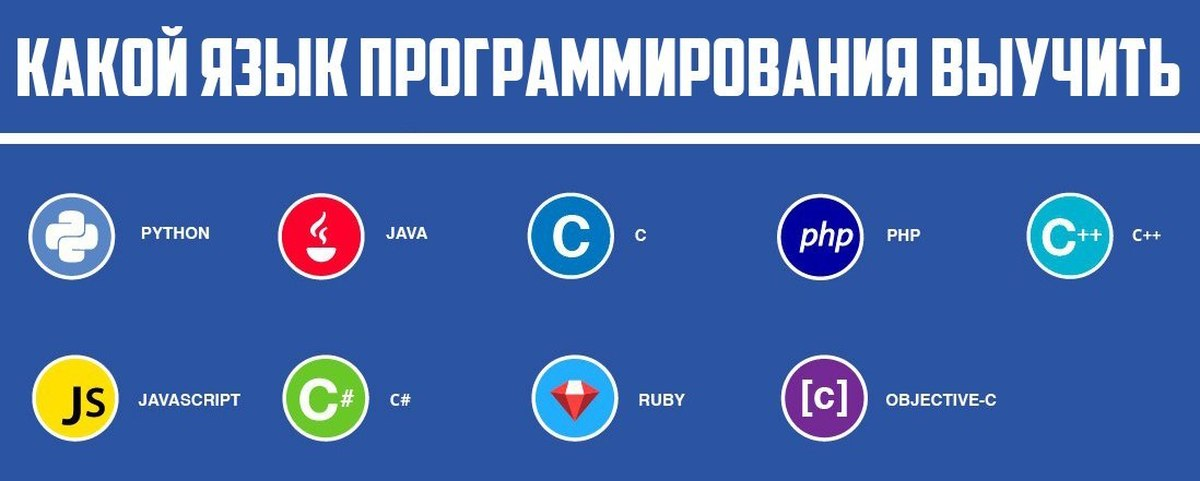 КАКОЙ ЯЗЫК ПРОГРАММИРОВАНИЯ ВЫУЧИТЬ
PYTHON JAVA C C php PHP C++ C++
JS JAVASCRIPT C# C# RUBY [c] OBJECTIVE-C